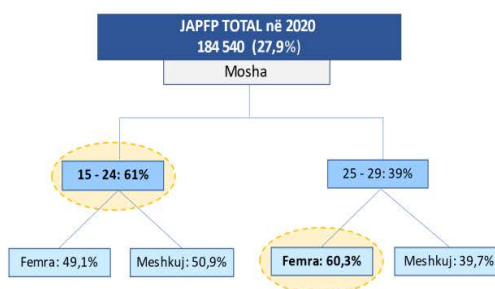 JAPFP TOTAL në 2020
184 540 (27,9%)
Mosha
15 - 24: 61%
25 - 29: 39%
Femra: 49,1%
Meshkuj: 50,9%
Femra: 60,3%
Meshkuj: 39,7%